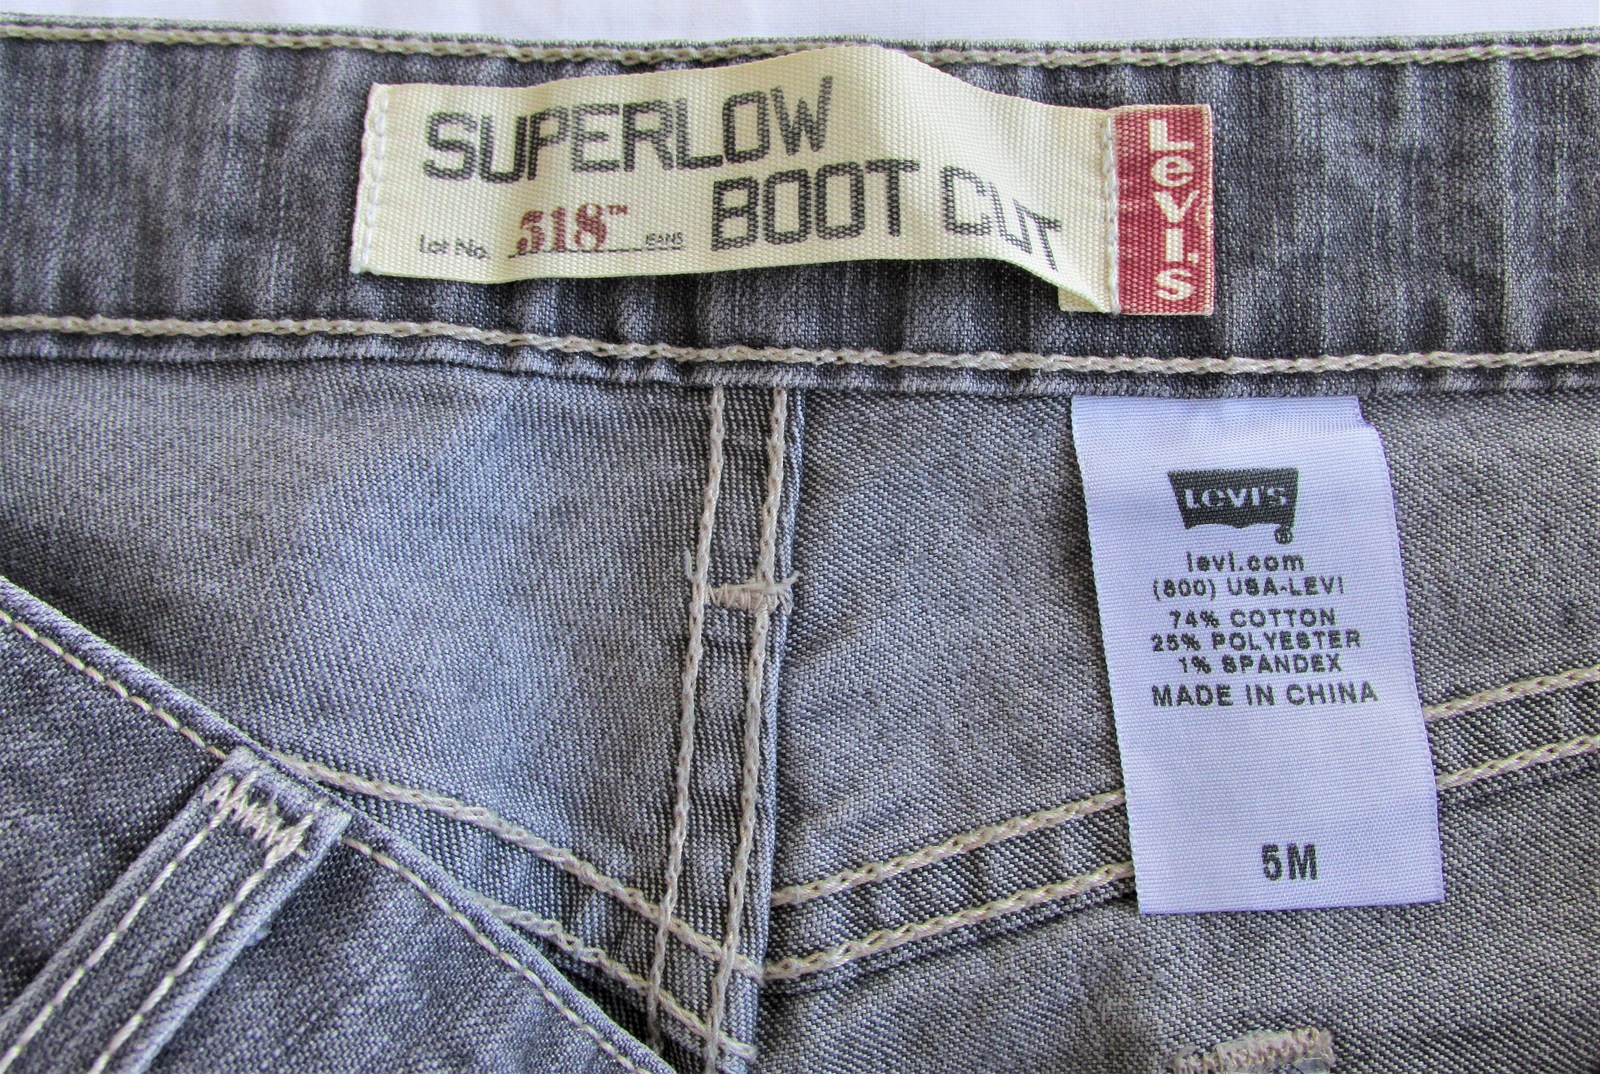 SUPERLOW
BOOT CUT
Lot No. 518™ JEANS
LeVI.S
LEVI'S
®
levi.com
(800) USA-LEVI
74% COTTON
25% POLYESTER
1% SPANDEX
MADE IN CHINA
5M